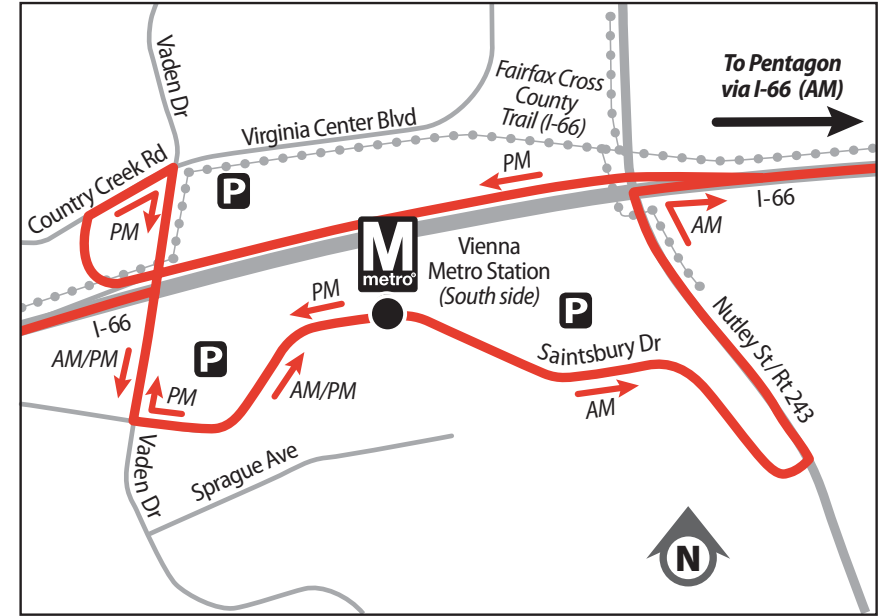 To Pentagon
via I-66 (AM)
Vaden Dr
Fairfax Cross
County
Trail (I-66)
Virginia Center Blvd
Country Creek Rd
P
PM
PM
I-66
AM
M
metro
Vienna
Metro Station
(South side)
PM
P
I-66
AM/PM
P
Saintsbury Dr
Nutley St/ Rt 243
PM
AM/PM
AM
Vaden Dr
Sprague Ave
N